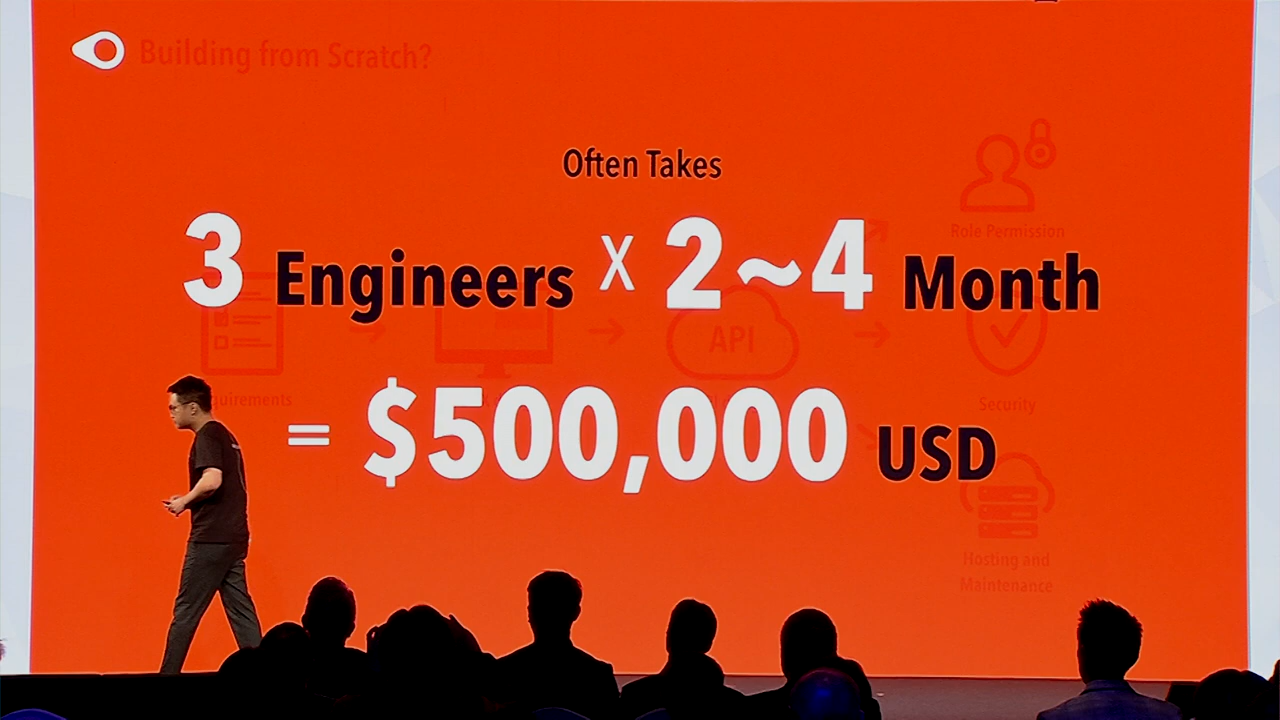 Building from Scratch?
Often Takes
3 Engineers X 2~4 Month
= $500,000 USD
Role Permission
API
Security
Hosting and
Maintenance